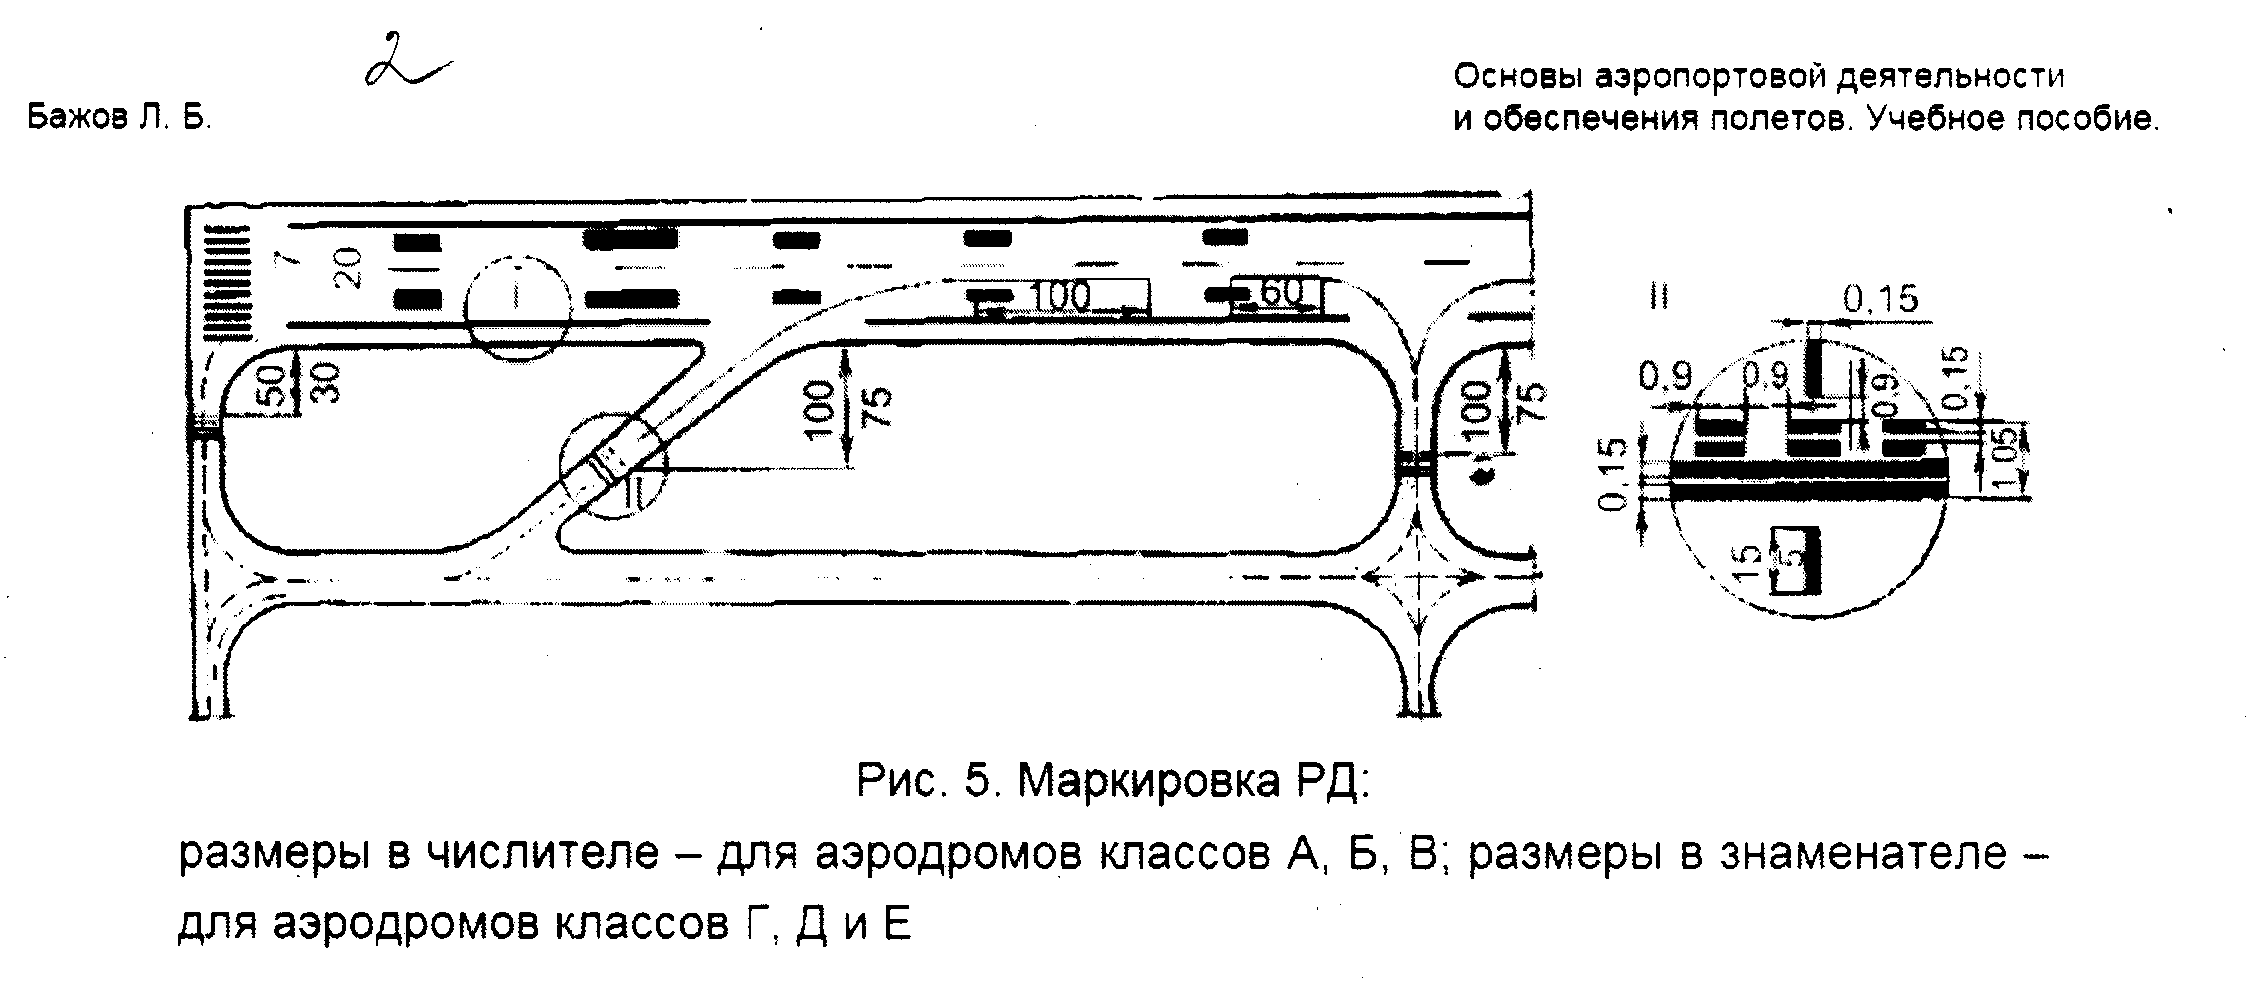 2
Основы аэропортовой деятельности
Бажов Л. Б.
и обеспечения полетов. Учебное пособие.
7
20
I
100
60
50
30
100
75
100
75
II
II
0,15
0,9
0,9
0,9
0,15
0,15
1,05
15
5
Рис. 5. Маркировка РД:
размеры в числителе – для аэродромов классов А, Б, В; размеры в знаменателе –
для аэродромов классов Г, Д и Е